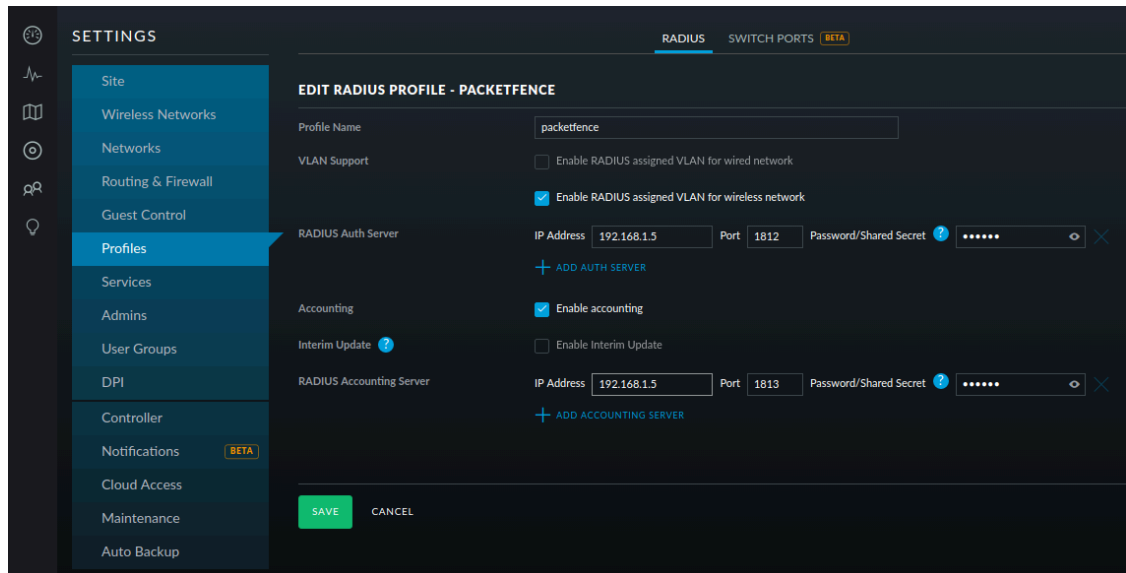 SETTINGS
RADIUS SWITCH PORTS BETA
Site
Wireless Networks
Networks
Routing & Firewall
Guest Control
Profiles
Services
Admins
User Groups
DPI
Controller
Notifications BETA
Cloud Access
Maintenance
Auto Backup
EDIT RADIUS PROFILE - PACKETFENCE
Profile Name packetfence
VLAN Support Enable RADIUS assigned VLAN for wired network
Enable RADIUS assigned VLAN for wireless network
RADIUS Auth Server IP Address 192.168.1.5 Port 1812 Password/Shared Secret ? ••••••
+ ADD AUTH SERVER
Accounting Enable accounting
Interim Update ? Enable Interim Update
RADIUS Accounting Server IP Address 192.168.1.5 Port 1813 Password/Shared Secret ? ••••••
+ ADD ACCOUNTING SERVER
SAVE CANCEL